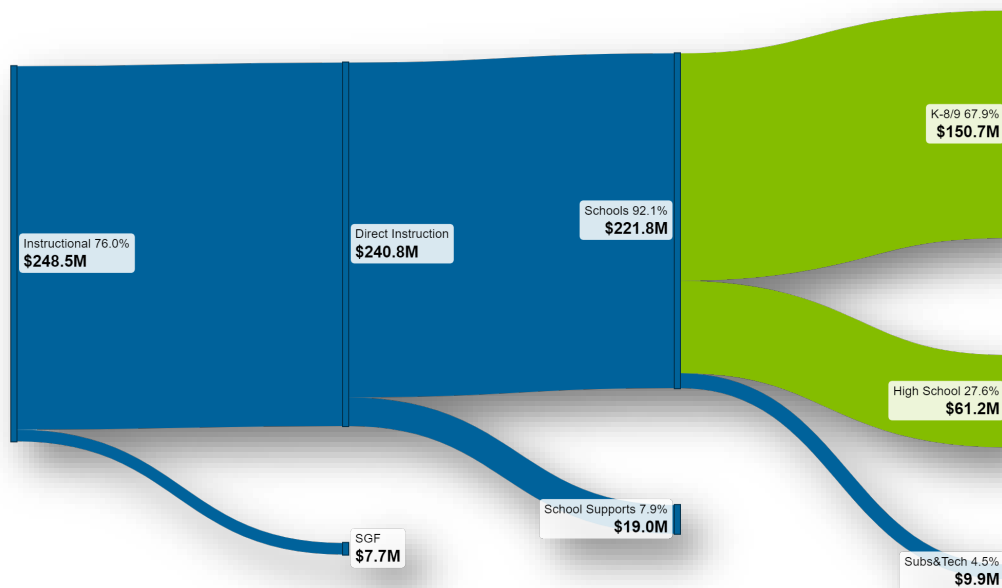 K-8/9 67.9%
$150.7M
Schools 92.1%
$221.8M
Direct Instruction
$240.8M
Instructional 76.0%
$248.5M
High School 27.6%
$61.2M
School Supports 7.9%
$19.0M
SGF
$7.7M
Subs&Tech 4.5%
$9.9M